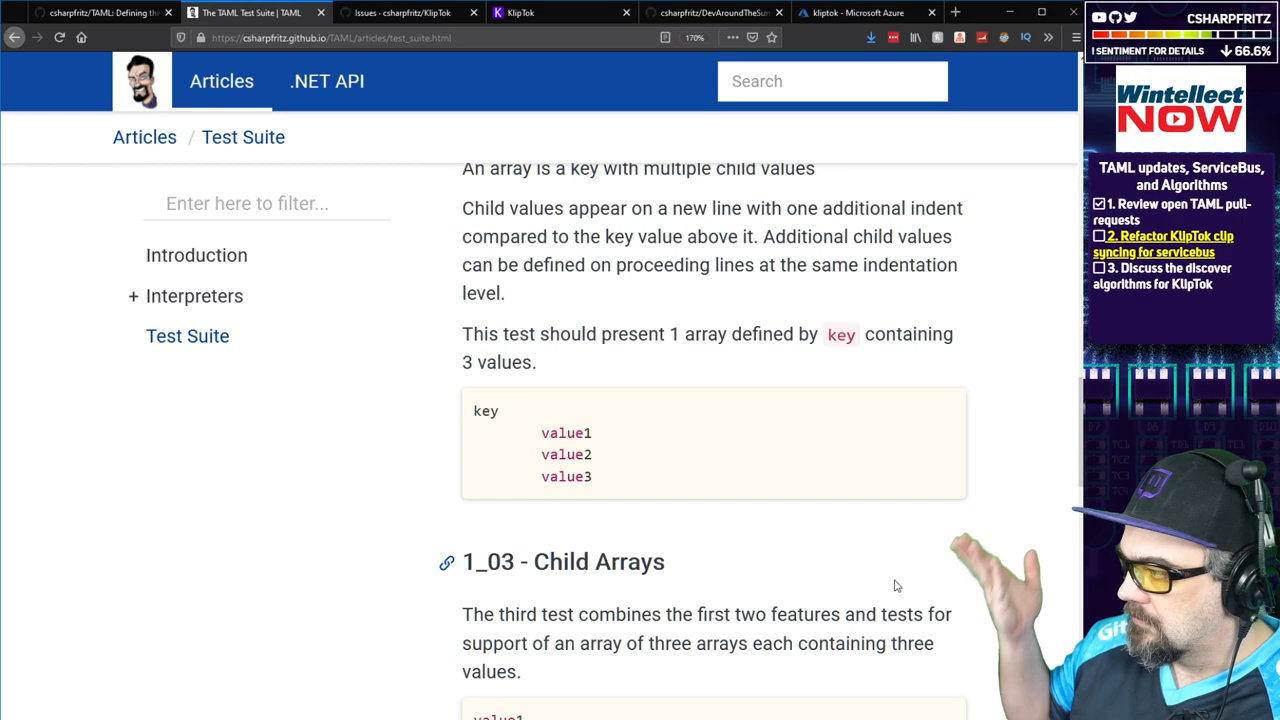 csharpfritz/TAML: Defining the
The TAML Test Suite | TAML
Issues · csharpfritz/KlipTok
KlipTok
csharpfritz/DevAroundTheSun
kliptok - Microsoft Azure
https://csharpfritz.github.io/TAML/articles/test_suite.html
170%
Articles
.NET API
Search
Articles / Test Suite
Enter here to filter...
Introduction
+ Interpreters
Test Suite
An array is a key with multiple child values
Child values appear on a new line with one additional indent
compared to the key value above it. Additional child values
can be defined on proceeding lines at the same indentation
level.
This test should present 1 array defined by key containing
3 values.
key
value1
value2
value3
1_03 - Child Arrays
The third test combines the first two features and tests for
support of an array of three arrays each containing three
values.
value1
CSHARPFRITZ
! SENTIMENT FOR DETAILS
66.6%
Wintellect
NOW
TAML updates, ServiceBus,
and Algorithms
1. Review open TAML pull-
requests
2. Refactor KlipTok clip
syncing for servicebus
3. Discuss the discover
algorithms for KlipTok